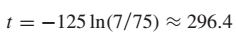 t = −125 ln(7/75) ≈ 296.4